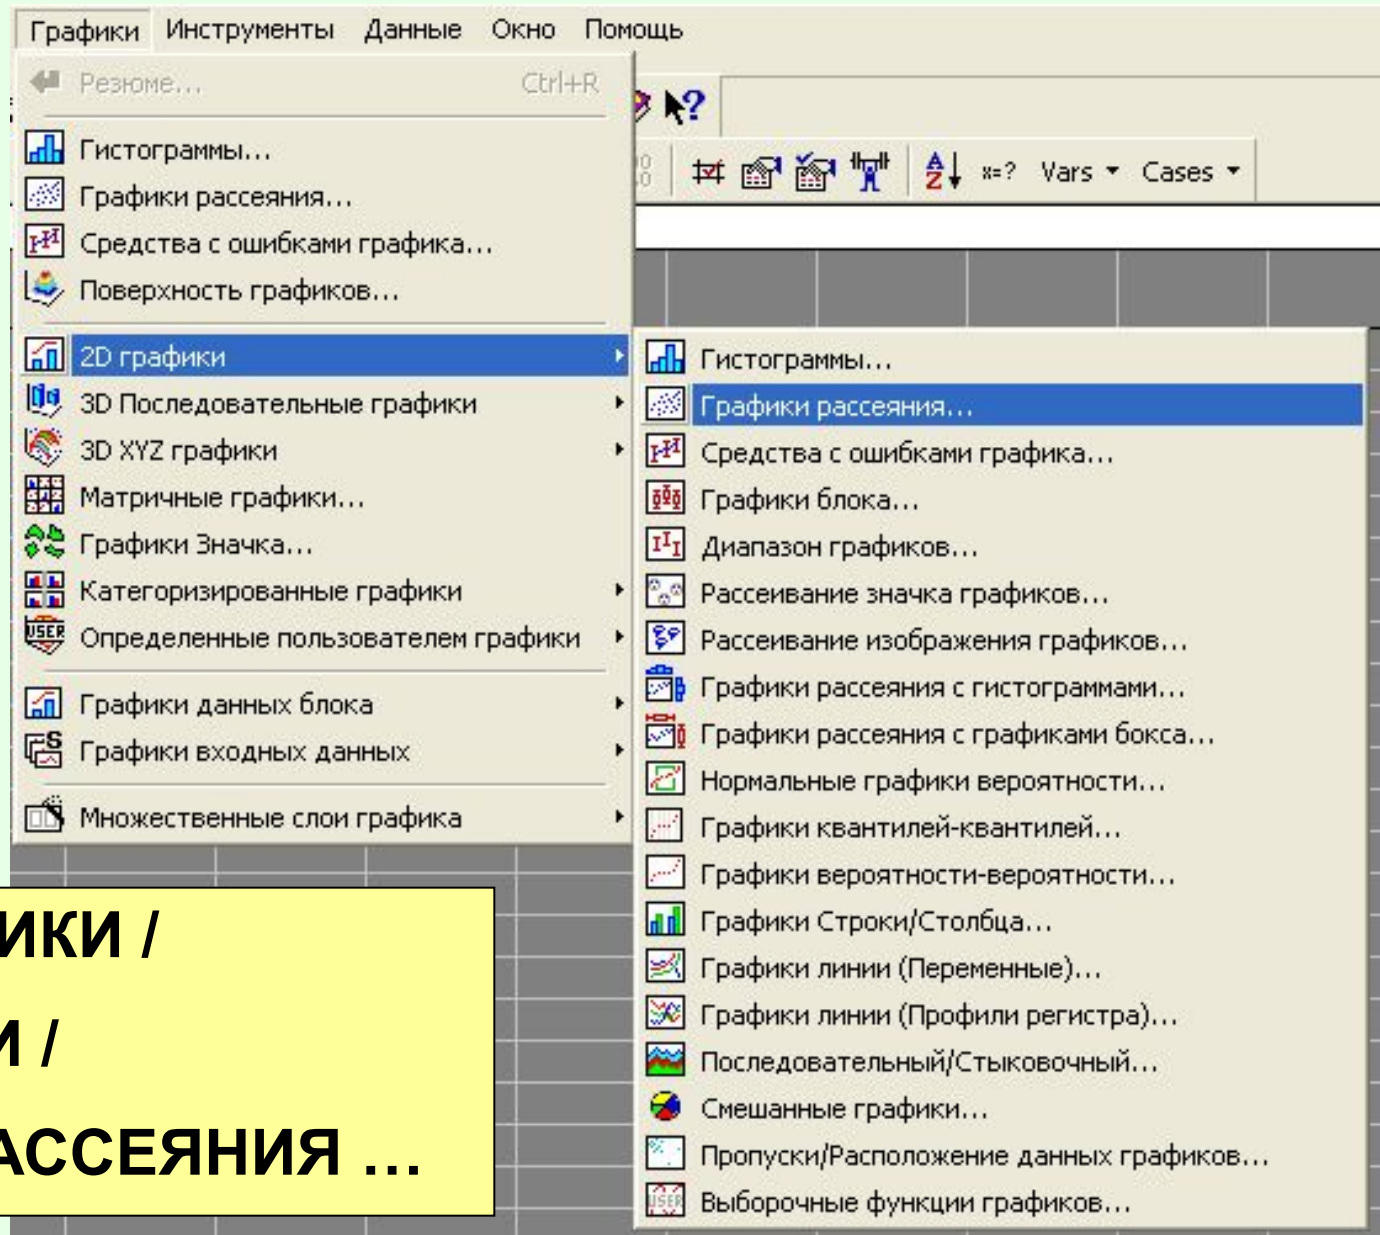 Графики Инструменты Данные Окно Помощь
Резюме... Ctrl+R
Гистограммы...
Графики рассеяния...
Средства с ошибками графика...
Поверхность графиков...
2D графики
3D Последовательные графики
3D XYZ графики
Матричные графики...
Графики Значка...
Категоризированные графики
Определенные пользователем графики
Графики данных блока
Графики входных данных
Множественные слои графика
x=? Vars Cases
Гистограммы...
Графики рассеяния...
Средства с ошибками графика...
Графики блока...
Диапазон графиков...
Рассеивание значка графиков...
Рассеивание изображения графиков...
Графики рассеяния с гистограммами...
Графики рассеяния с графиками бокса...
Нормальные графики вероятности...
Графики квантилей-квантилей...
Графики вероятности-вероятности...
Графики Строки/Столбца...
Графики линии (Переменные)...
Графики линии (Профили регистра)...
Последовательный/Стыковочный...
Смешанные графики...
Пропуски/Расположение данных графиков...
Выборочные функции графиков...
ИКИ /
И /
АССЕЯНИЯ ...